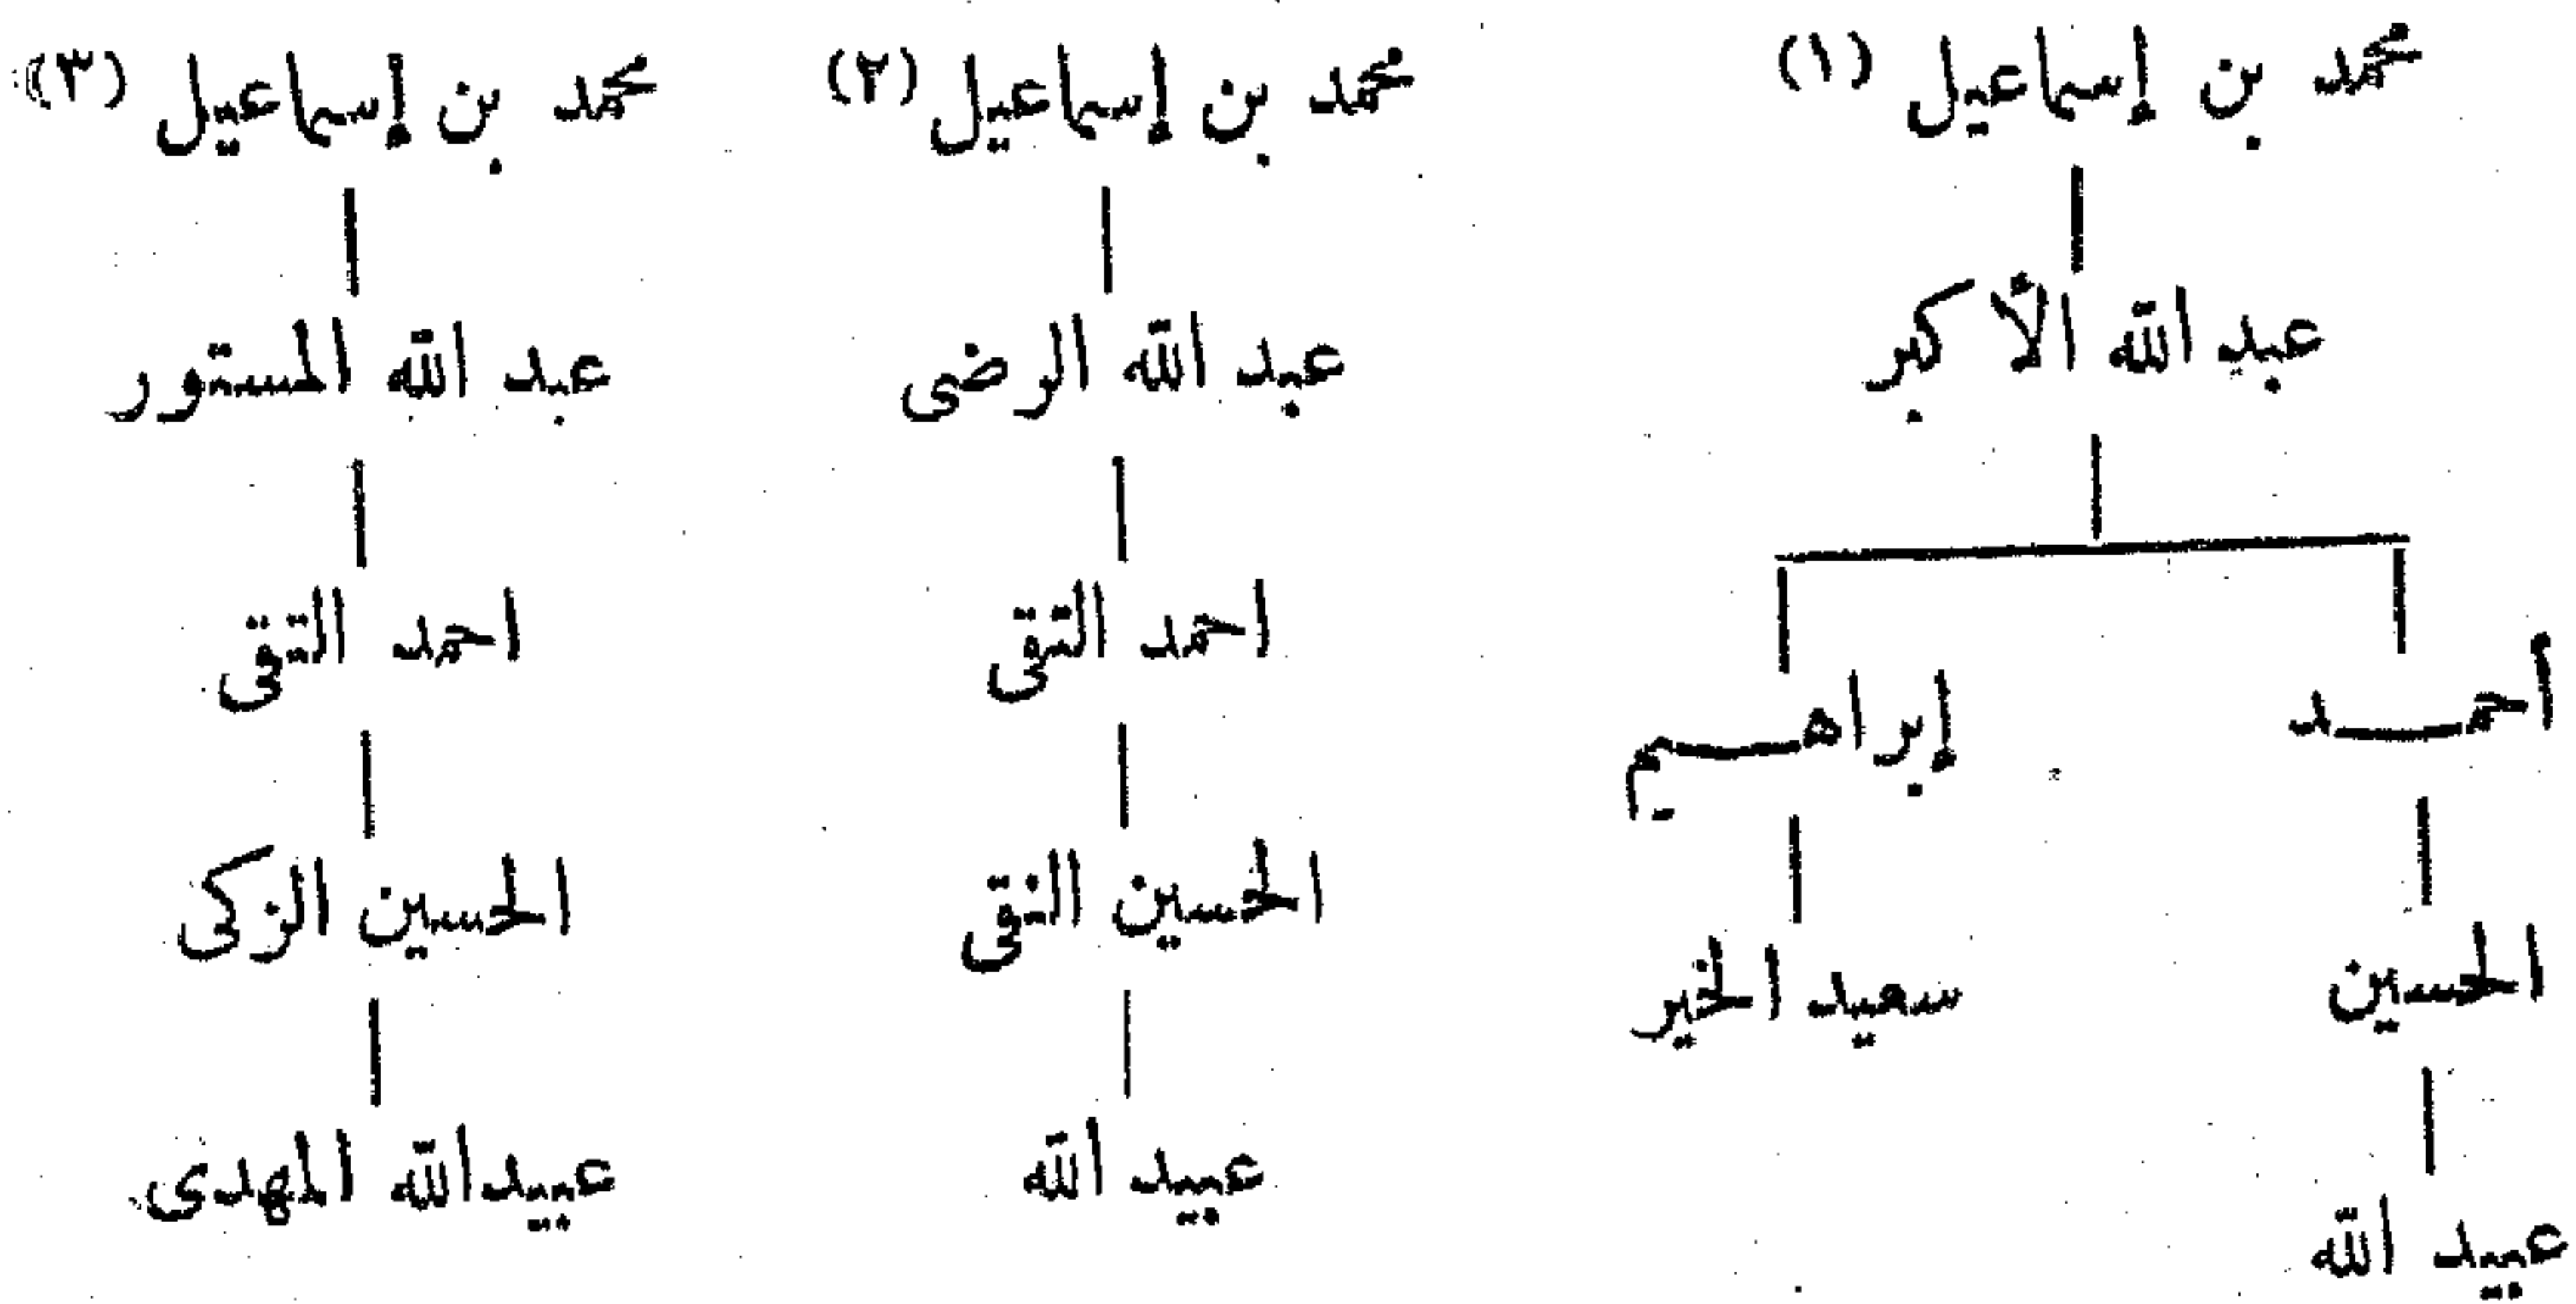 محمد بن إسماعيل (١)
عبد الله الأكبر
أحمد
إبراهيم
الحسين
سعيد الخير
عبيد الله
محمد بن إسماعيل (٢)
عبد الله الرضى
احمد التقى
الحسين النقى
عبيد الله
محمد بن إسماعيل (٣)
عبد الله المستور
احمد التقى
الحسين الزكى
عبيدالله المهدى